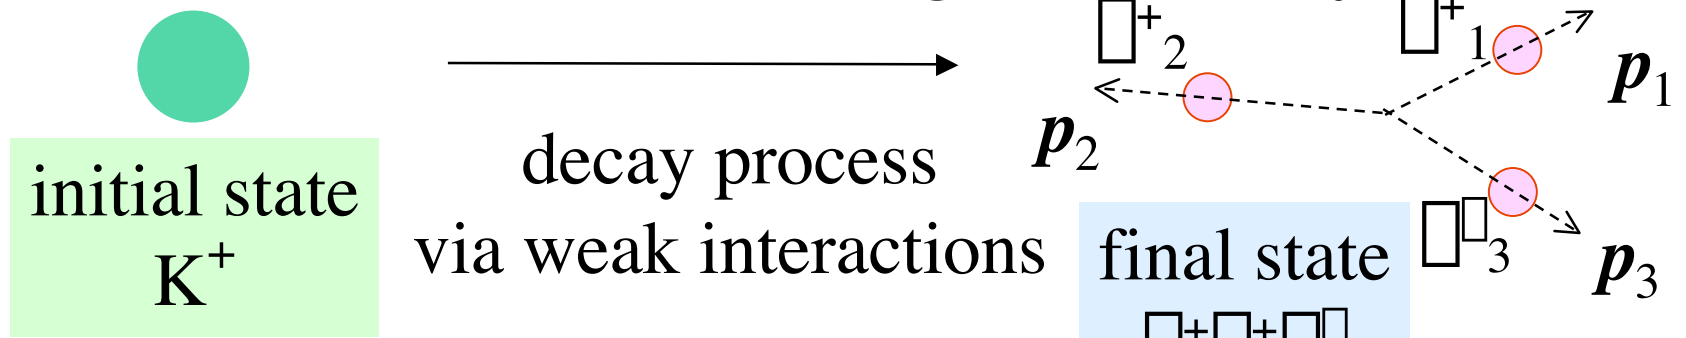 □⁺₂
□⁺₁
p₁
p₂
decay process
via weak interactions
initial state
K⁺
□□₃
p₃
final state
□⁺□⁺□□